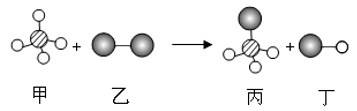 + +
甲 乙 丙 丁